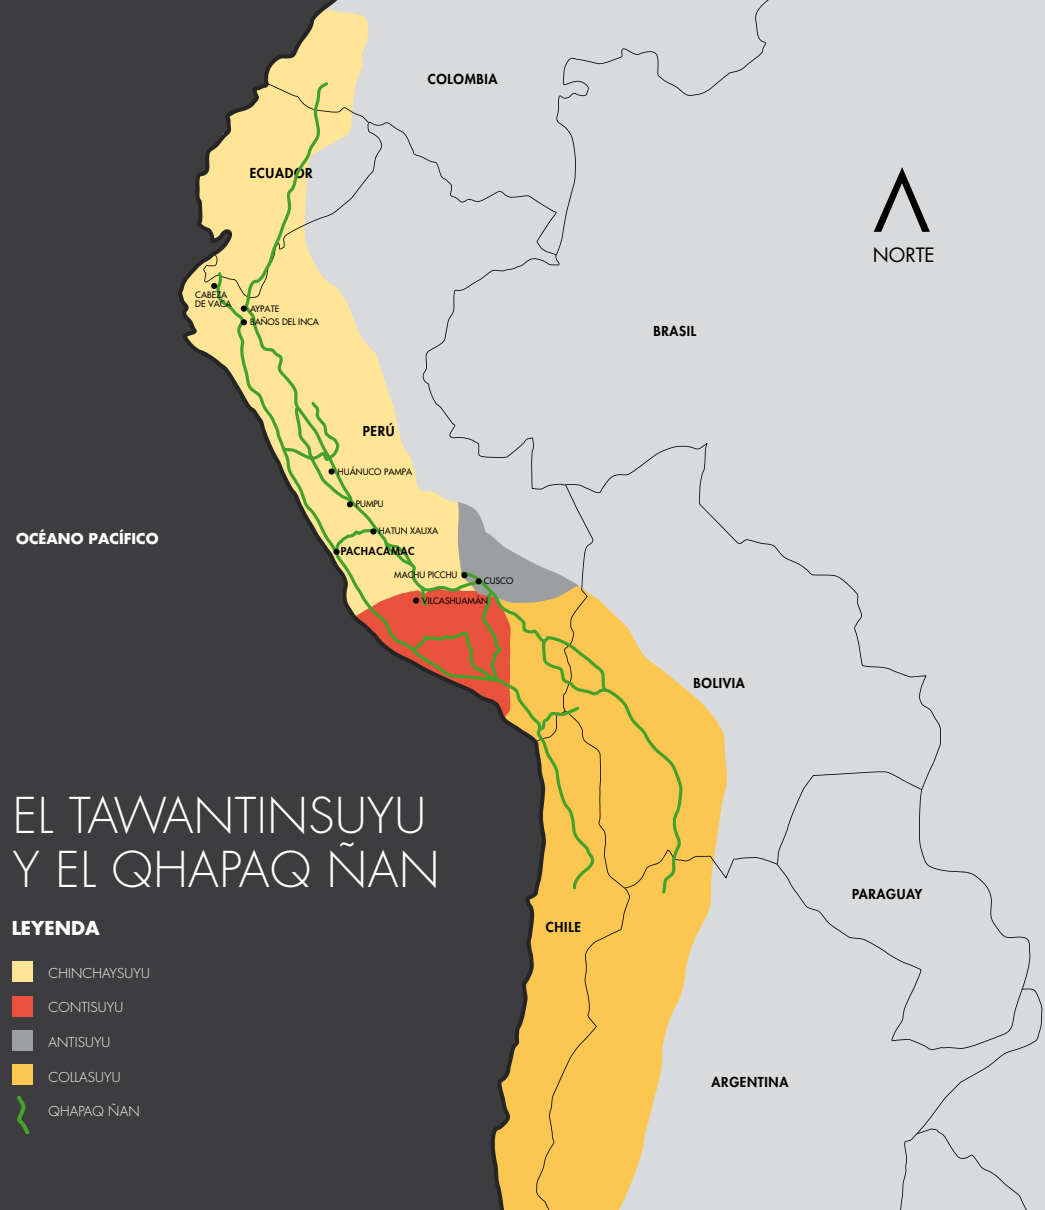 COLOMBIA
ECUADOR
NORTE
CABEZA
DE VACA
AYPATE
BAÑOS DEL INCA
BRASIL
PERÚ
HUÁNUCO PAMPA
PUMPU
HATUN XAUXA
OCÉANO PACÍFICO
PACHACAMAC
MACHU PICCHU
CUSCO
VILCASHUAMÁN
BOLIVIA
EL TAWANTINSUYU
Y EL QHAPAQ ÑAN
PARAGUAY
LEYENDA
CHILE
CHINCHAYSUYU
CONTISUYU
ANTISUYU
COLLASUYU
ARGENTINA
QHAPAQ ÑAN